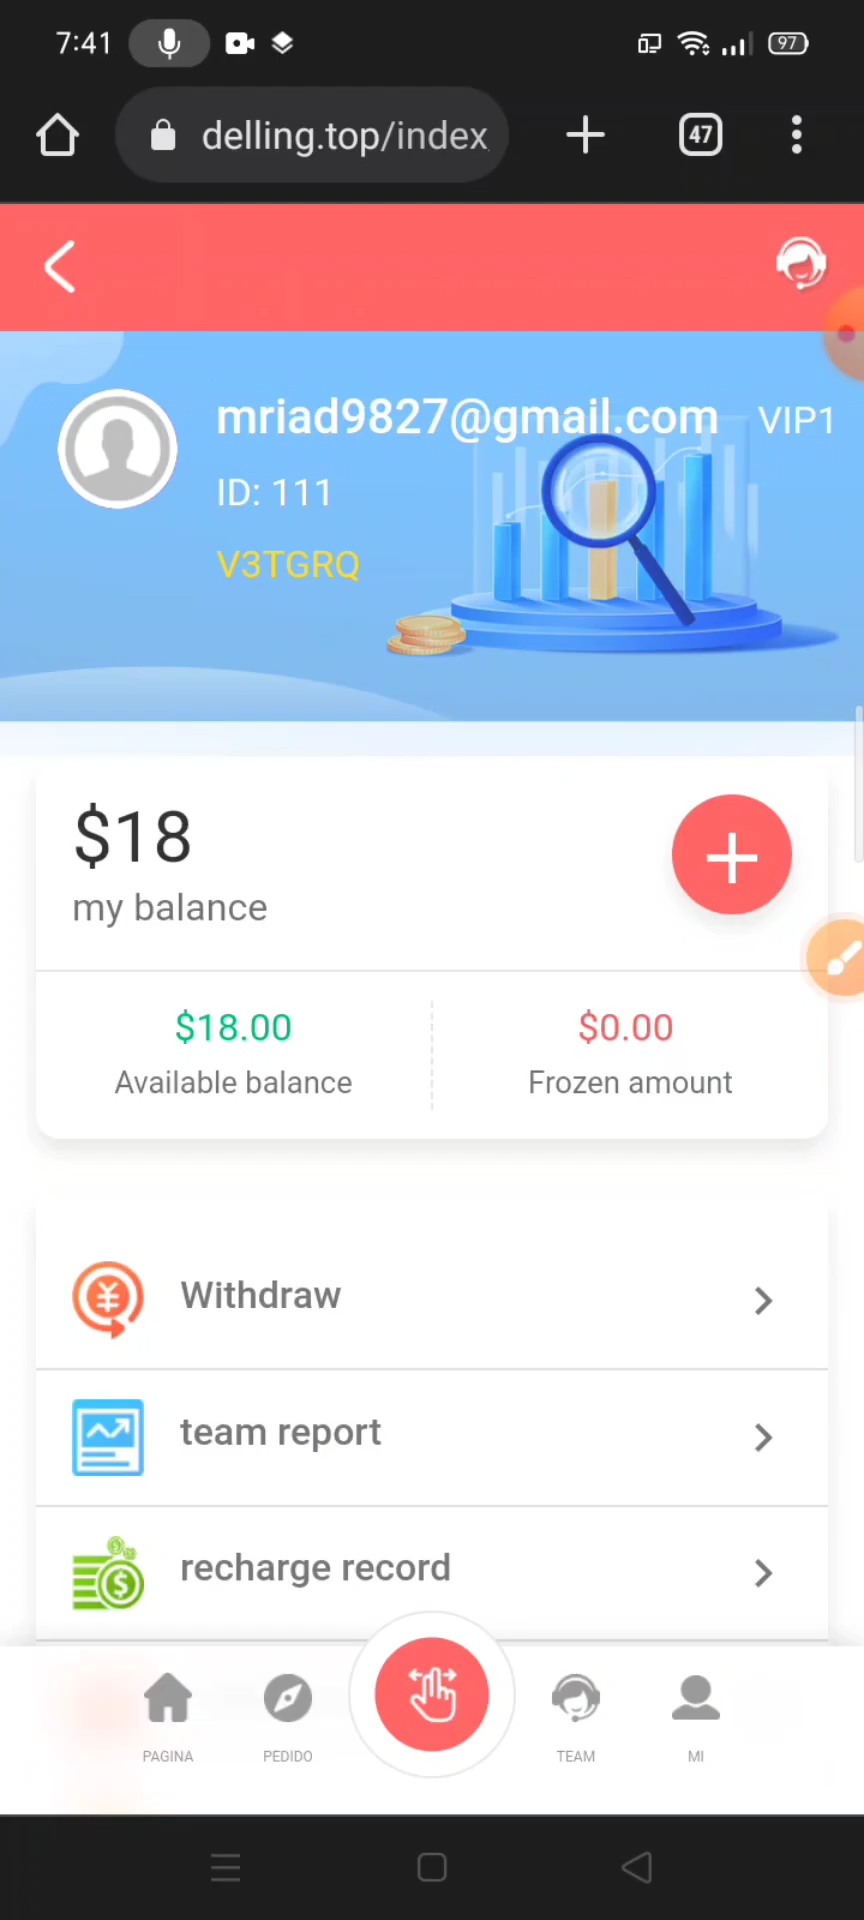 7:41
97
delling.top/index
47
mriad9827@gmail.com VIP1
ID: 111
V3TGRQ
$18
my balance
$18.00
Available balance
$0.00
Frozen amount
Withdraw
team report
recharge record
PAGINA
PEDIDO
TEAM
MI